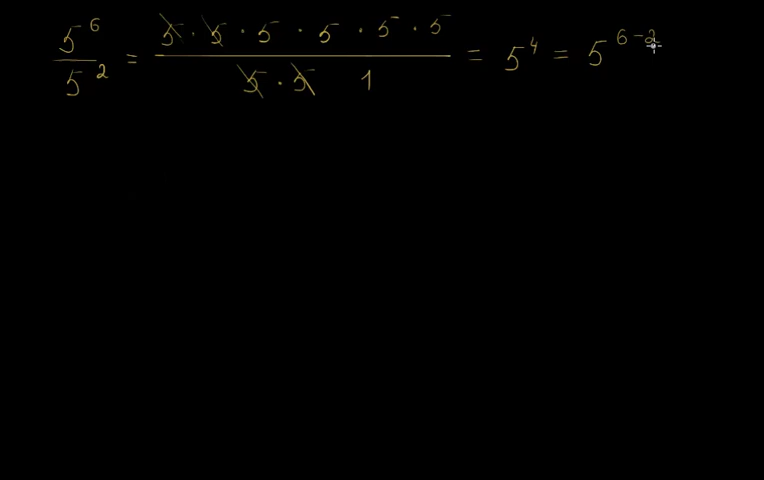 5^6/5^2 = (5 · 5 · 5 · 5 · 5 · 5)/(5 · 5 1) = 5^4 = 5^(6-2)